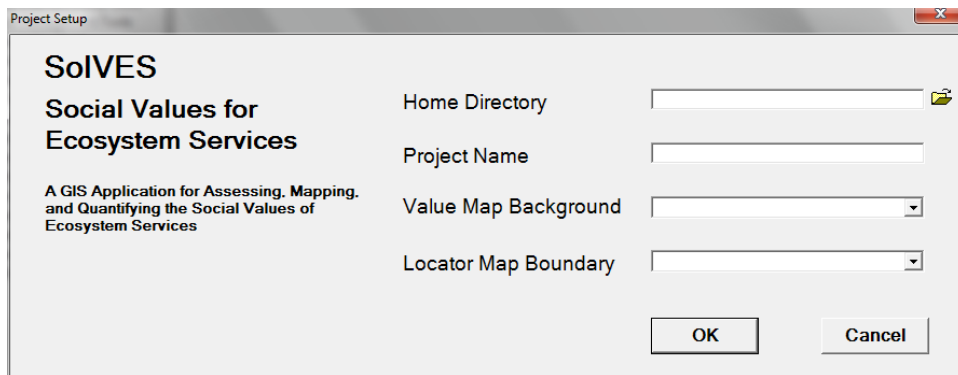 Project Setup
SolVES
Social Values for
Ecosystem Services
A GIS Application for Assessing, Mapping,
and Quantifying the Social Values of
Ecosystem Services
Home Directory
Project Name
Value Map Background
Locator Map Boundary
OK
Cancel